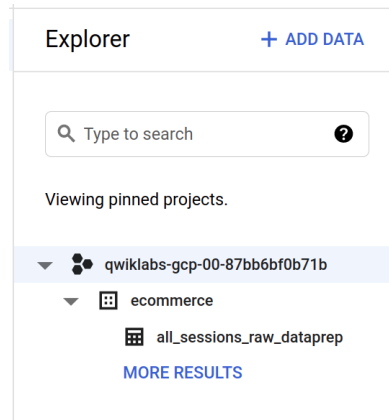 Explorer
+ ADD DATA
Type to search
Viewing pinned projects.
qwiklabs-gcp-00-87bb6bf0b71b
ecommerce
all_sessions_raw_dataprep
MORE RESULTS